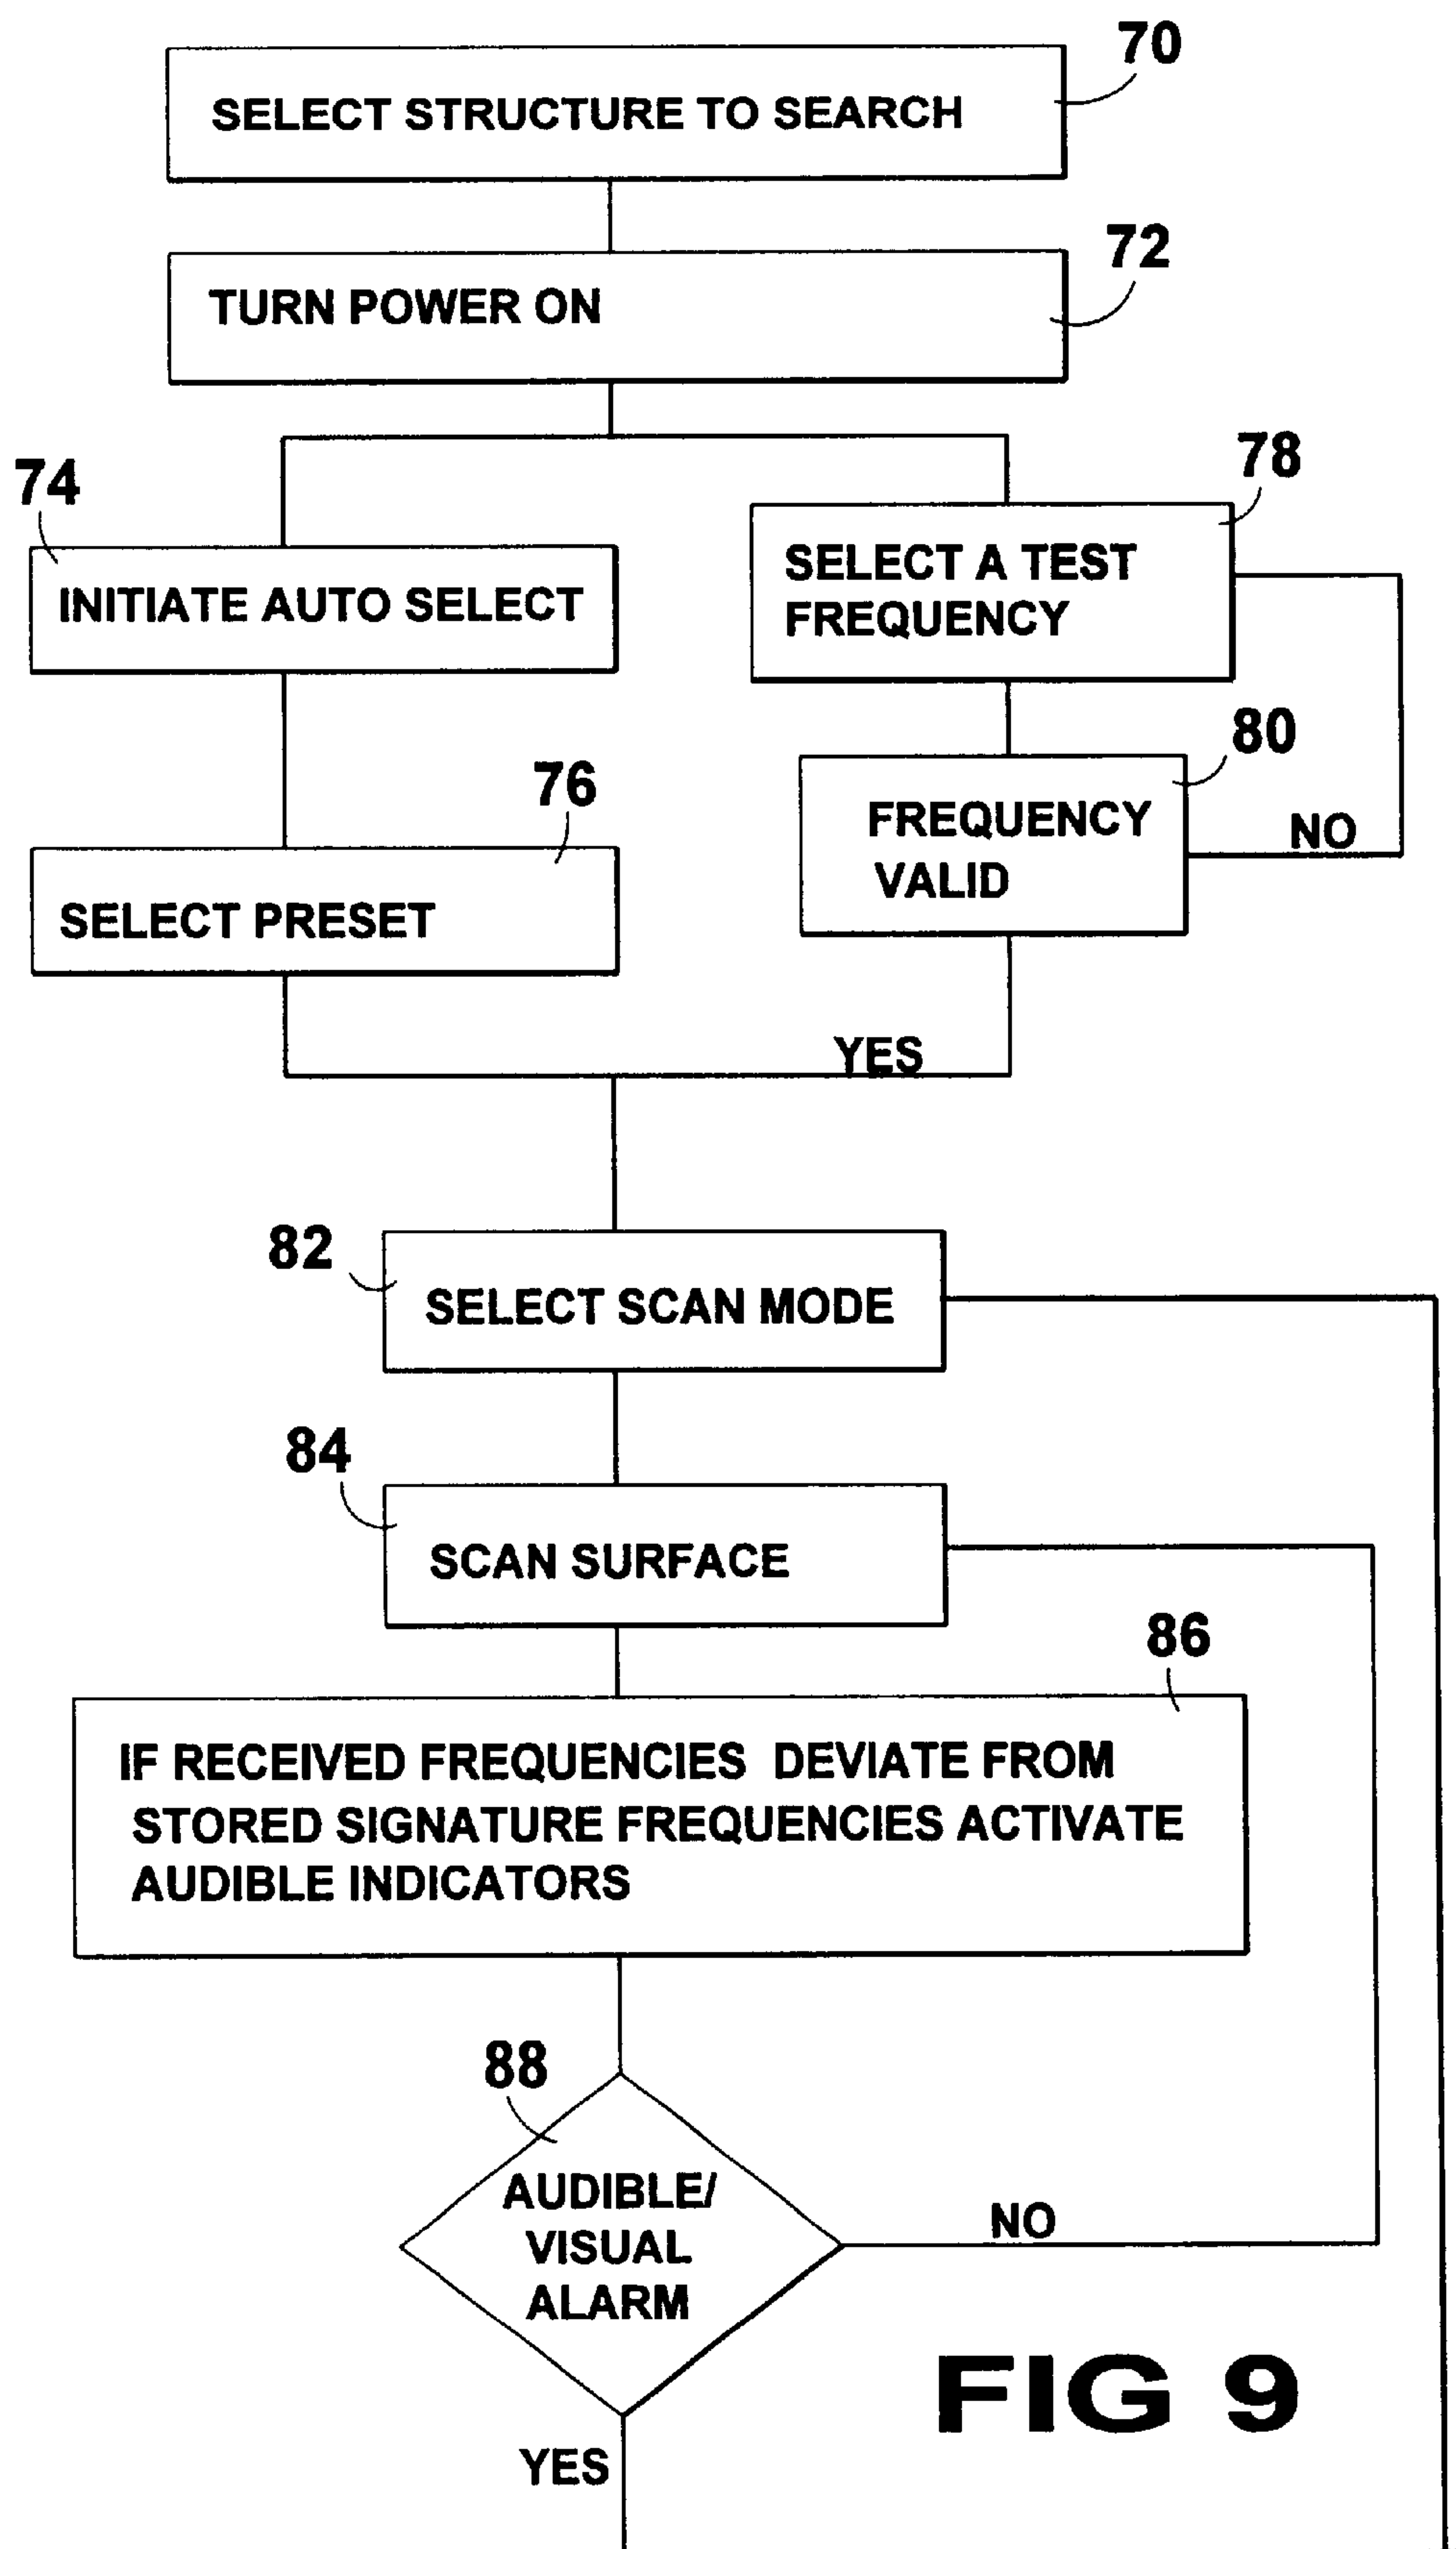 70
SELECT STRUCTURE TO SEARCH
72
TURN POWER ON
74
INITIATE AUTO SELECT
78
SELECT A TEST
FREQUENCY
76
SELECT PRESET
80
FREQUENCY
VALID
NO
YES
82
SELECT SCAN MODE
84
SCAN SURFACE
86
IF RECEIVED FREQUENCIES DEVIATE FROM
STORED SIGNATURE FREQUENCIES ACTIVATE
AUDIBLE INDICATORS
88
AUDIBLE/
VISUAL
ALARM
NO
YES
FIG 9